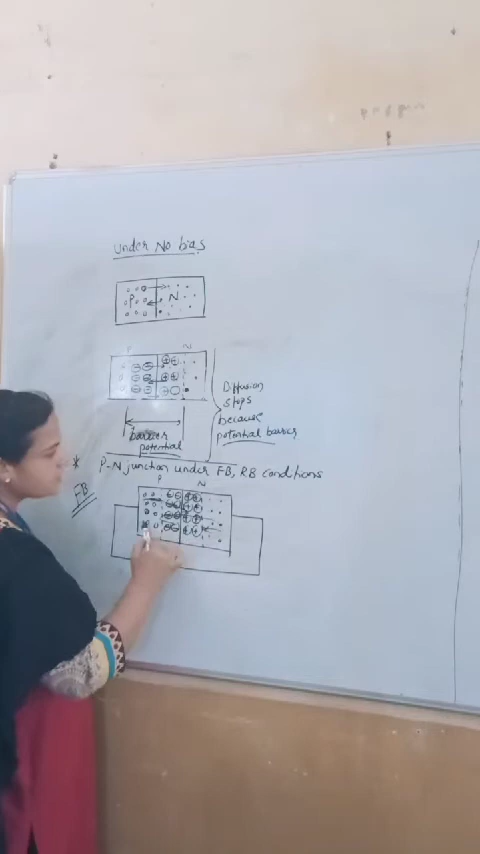 Under No bias
P N
P N
Diffusion
stops
because
potential barrier
barrier
potential
* P-N junction under FB, RB conditions
FB
P N